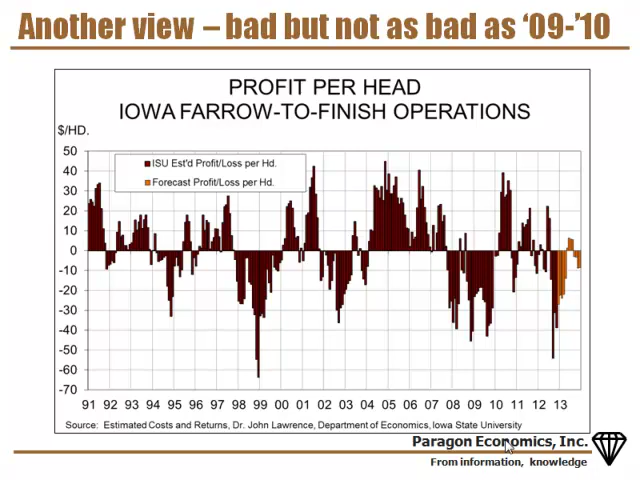 Another view – bad but not as bad as ‘09-’10
PROFIT PER HEAD
IOWA FARROW-TO-FINISH OPERATIONS
$/HD.
ISU Est'd Profit/Loss per Hd.
Forecast Profit/Loss per Hd.
50
40
30
20
10
0
-10
-20
-30
-40
-50
-60
-70
91 92 93 94 95 96 97 98 99 00 01 02 03 04 05 06 07 08 09 10 11 12 13
Source: Estimated Costs and Returns, Dr. John Lawrence, Department of Economics, Iowa State University
Paragon Economics, Inc.
From information, knowledge